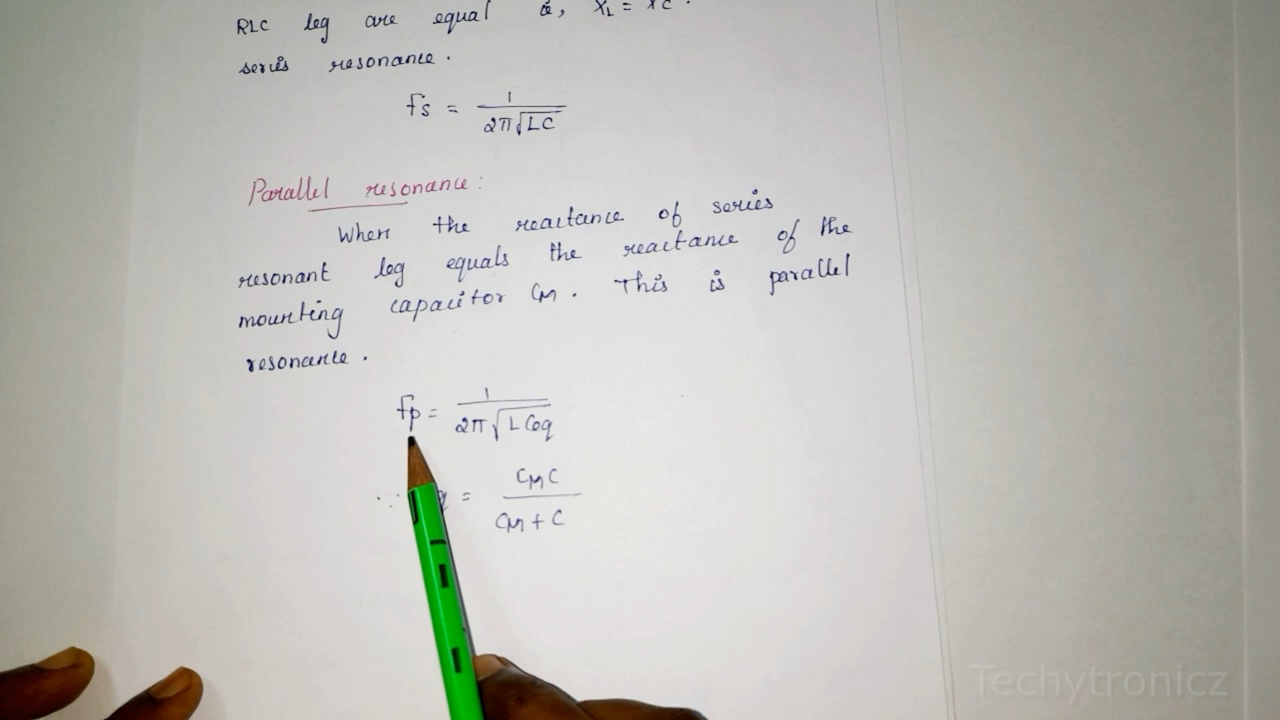 RLC leg are equal ie, XL = XC.
series resonance.
fs = 1 / 2π√LC
Parallel resonance:
When the reactance of series
resonant leg equals the reactance of the
mounting capacitor CM. This is parallel
resonance.
fp = 1 / 2π√L Ceq
∵ q = CMC / CM + C
Techytronicz